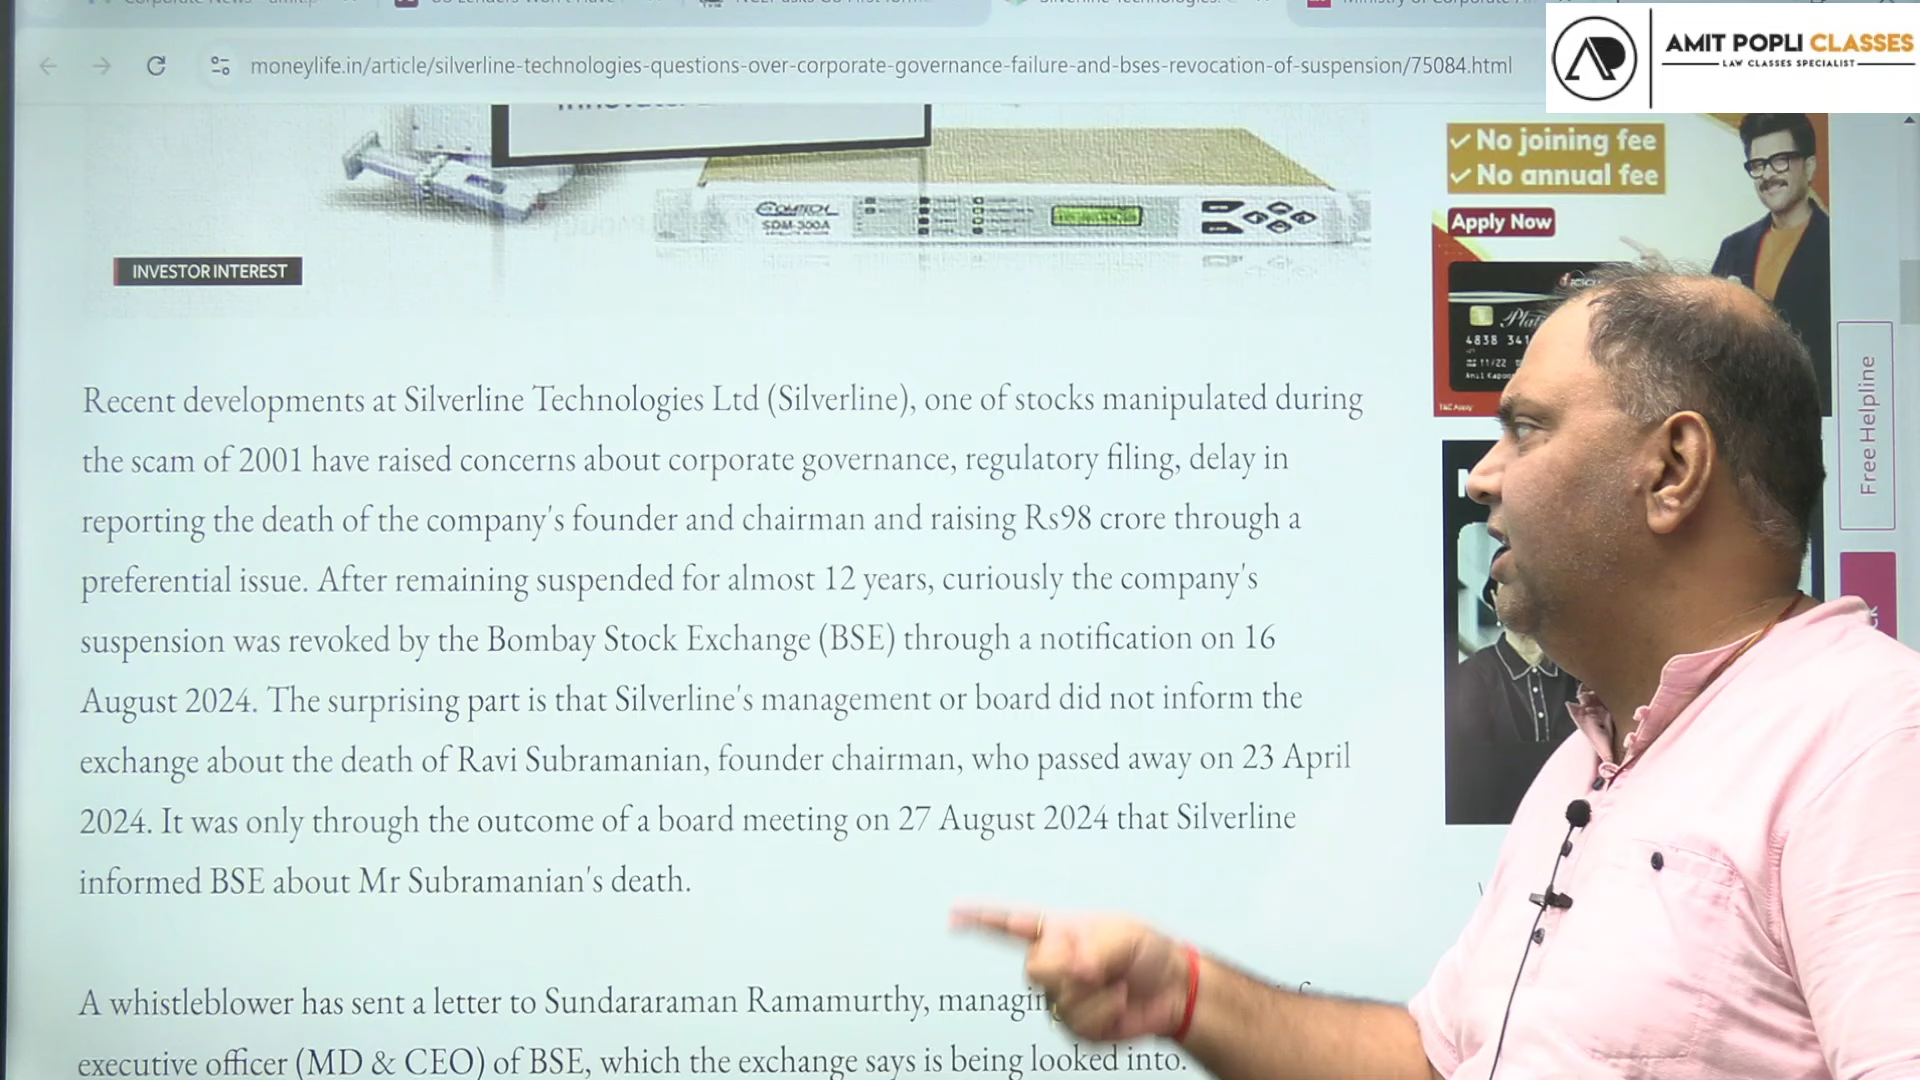 AMIT POPLI CLASSES
LAW CLASSES SPECIALIST
moneylife.in/article/silverline-technologies-questions-over-corporate-governance-failure-and-bses-revocation-of-suspension/75084.html
✓ No joining fee
✓ No annual fee
Apply Now
COMTECH
SDM-300A
INVESTOR INTEREST
4838 341
11/22
Free Helpline
Recent developments at Silverline Technologies Ltd (Silverline), one of stocks manipulated during
the scam of 2001 have raised concerns about corporate governance, regulatory filing, delay in
reporting the death of the company's founder and chairman and raising Rs98 crore through a
preferential issue. After remaining suspended for almost 12 years, curiously the company's
suspension was revoked by the Bombay Stock Exchange (BSE) through a notification on 16
August 2024. The surprising part is that Silverline's management or board did not inform the
exchange about the death of Ravi Subramanian, founder chairman, who passed away on 23 April
2024. It was only through the outcome of a board meeting on 27 August 2024 that Silverline
informed BSE about Mr Subramanian's death.
A whistleblower has sent a letter to Sundararaman Ramamurthy,
executive officer (MD & CEO) of BSE, which the exchange says is being looked into.